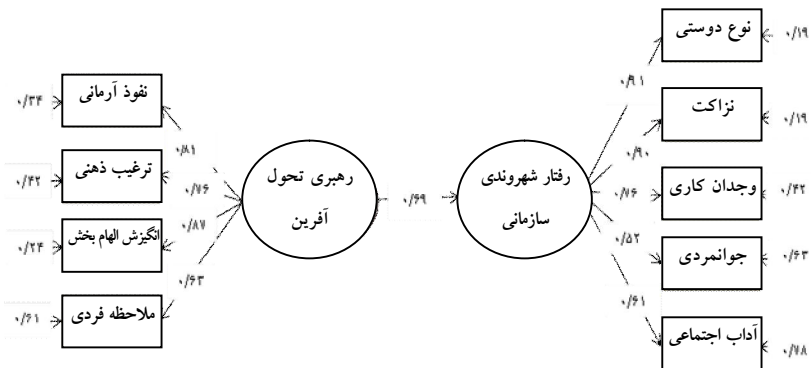 نوع دوستی
۰/۱۹
نفوذ آرمانی
۰/۳۴
۰/۹۱
نزاکت
۰/۱۹
۰/۸۱
۰/۹۰
ترغیب ذهنی
۰/۴۲
۰/۷۶
رهبری تحول
آفرین
۰/۶۹
رفتار شهروندی
سازمانی
۰/۷۶
وجدان کاری
۰/۴۲
انگیزش الهام بخش
۰/۲۴
۰/۸۷
۰/۵۲
جوانمردی
۰/۶۳
۰/۶۳
ملاحظه فردی
۰/۶۱
۰/۶۱
آداب اجتماعی
۰/۷۸